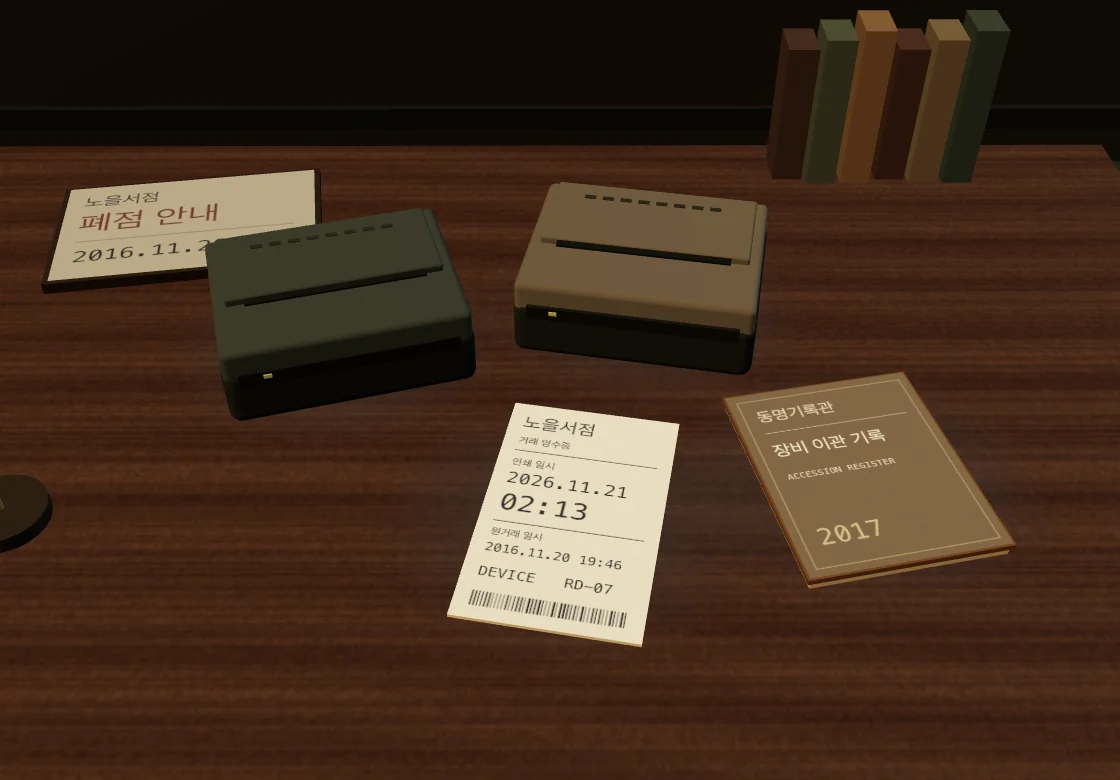 노을서점
폐점 안내
노을서점
거래 명수증
인쇄 일시
2026.11.21
02:13
원거래 일시
2016.11.20 19:46
DEVICE RD-07
동명기록관
장비 이관 기록
ACCESSION REGISTER
2017